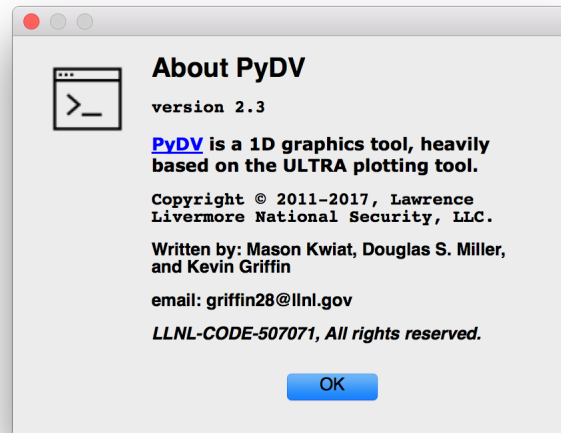 About PyDV
version 2.3
PyDV is a 1D graphics tool, heavily
based on the ULTRA plotting tool.
Copyright © 2011-2017, Lawrence
Livermore National Security, LLC.
Written by: Mason Kwiat, Douglas S. Miller,
and Kevin Griffin
email: griffin28@llnl.gov
LLNL-CODE-507071, All rights reserved.
OK